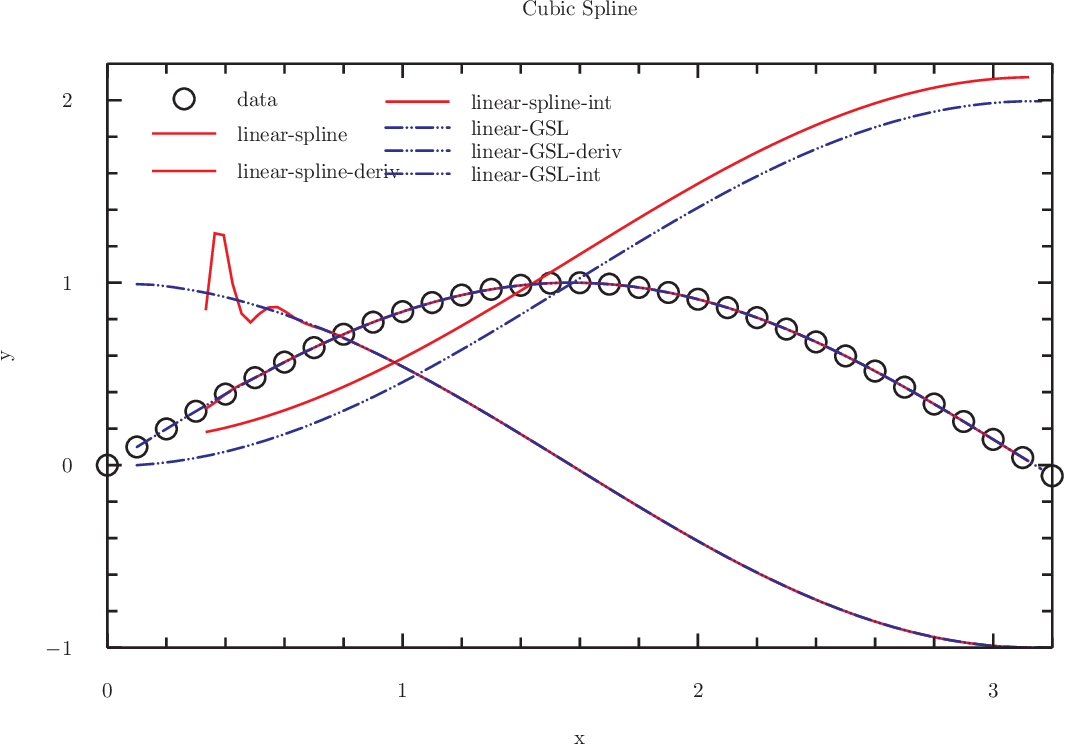 Cubic Spline
data
linear-spline
linear-spline-deriv
linear-spline-int
linear-GSL
linear-GSL-deriv
linear-GSL-int
2
1
0
−1
y
0 1 2 3
x